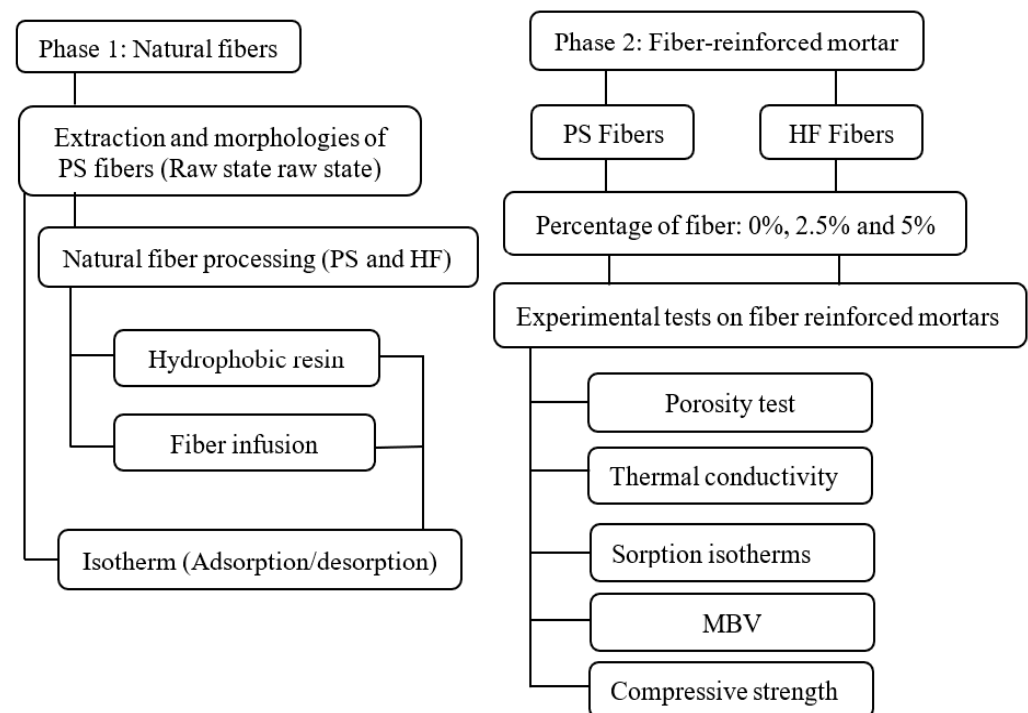 Phase 1: Natural fibers
Extraction and morphologies of
PS fibers (Raw state raw state)
Natural fiber processing (PS and HF)
Hydrophobic resin
Fiber infusion
Isotherm (Adsorption/desorption)
Phase 2: Fiber-reinforced mortar
PS Fibers
HF Fibers
Percentage of fiber: 0%, 2.5% and 5%
Experimental tests on fiber reinforced mortars
Porosity test
Thermal conductivity
Sorption isotherms
MBV
Compressive strength